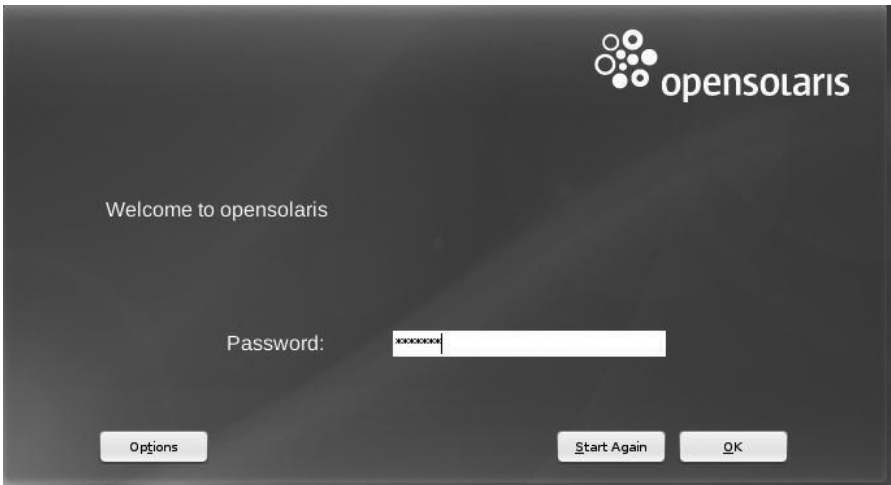 opensolaris
Welcome to opensolaris
Password: ********
Options
Start Again
OK